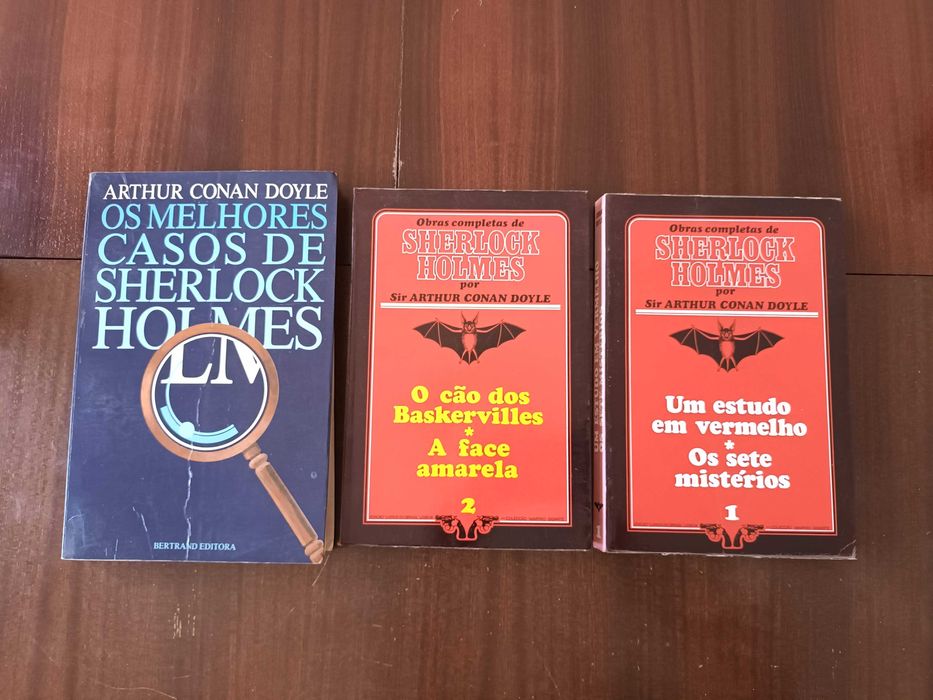 ARTHUR CONAN DOYLE
OS MELHORES
CASOS DE
SHERLOCK
HOLMES
LM
BERTRAND EDITORA
Obras completas de
SHERLOCK
HOLMES
por
Sir ARTHUR CONAN DOYLE
O cão dos
Baskervilles
*
A face
amarela
2
Obras completas de
SHERLOCK
HOLMES
por
Sir ARTHUR CONAN DOYLE
Um estudo
em vermelho
*
Os sete
mistérios
1
1